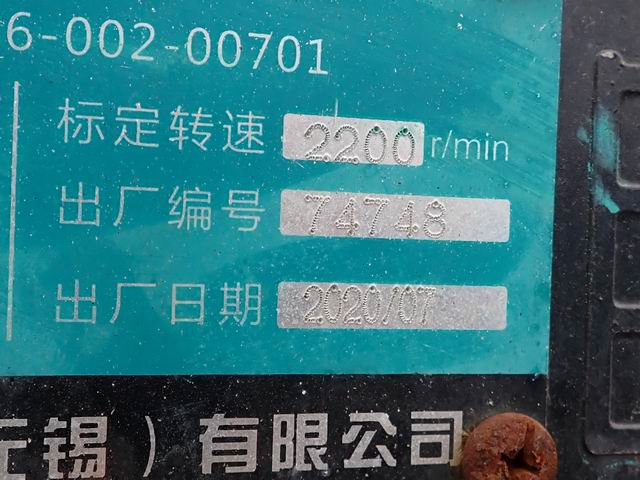 6-002-00701
标定转速 2200 r/min
出厂编号 74748
出厂日期 2020/07
无锡）有限公司